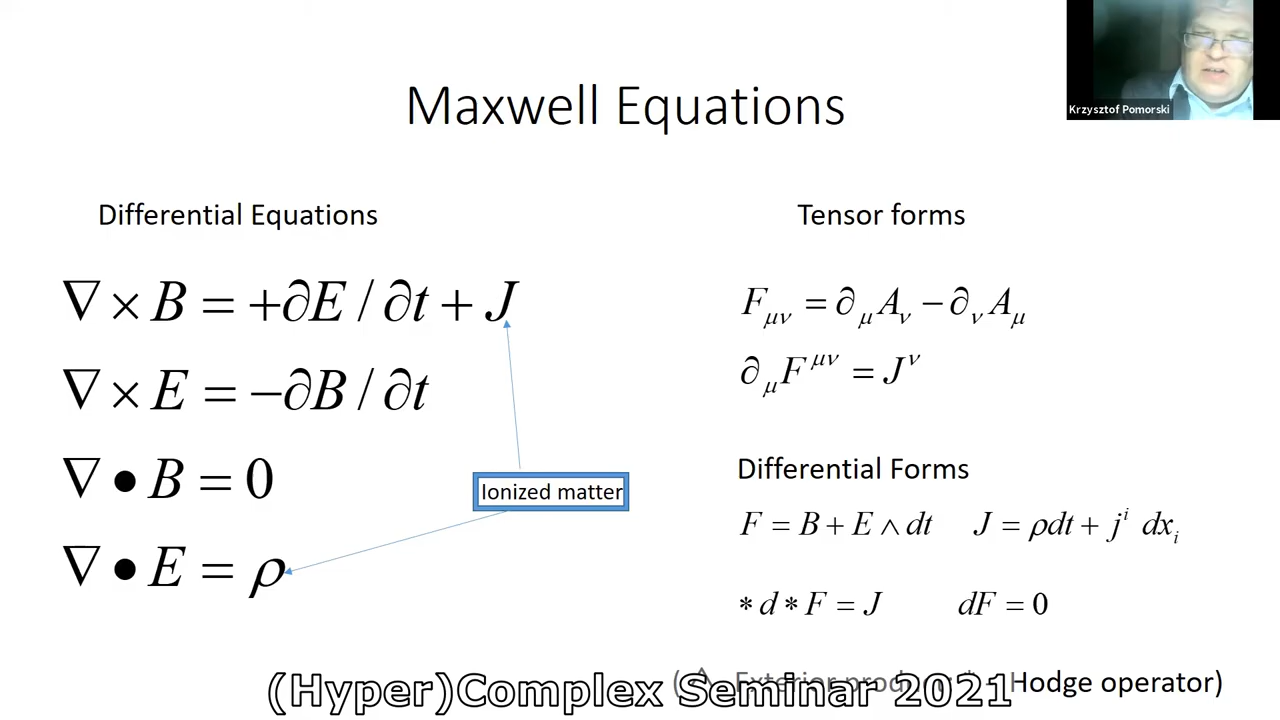 Krzysztof Pomorski
Maxwell Equations
Differential Equations
∇ × B = +∂E / ∂t + J
∇ × E = −∂B / ∂t
∇ • B = 0
∇ • E = ρ
Ionized matter
Tensor forms
F_μν = ∂_μ A_ν − ∂_ν A_μ
∂_μ F^μν = J^ν
Differential Forms
F = B + E ∧ dt J = ρdt + j^i dx_i
* d * F = J dF = 0
( ∧ Exterior Hodge operator)
(Hyper)Complex Seminar 2021